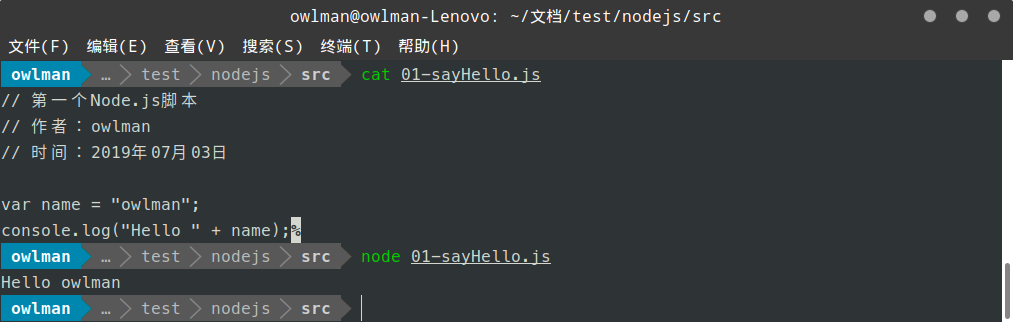 owlman@owlman-Lenovo: ~/文档/test/nodejs/src
文件(F) 编辑(E) 查看(V) 搜索(S) 终端(T) 帮助(H)
owlman … test nodejs src cat 01-sayHello.js
// 第一个Node.js脚本
// 作者：owlman
// 时间：2019年07月03日
var name = "owlman";
console.log("Hello " + name);%
owlman … test nodejs src node 01-sayHello.js
Hello owlman
owlman … test nodejs src